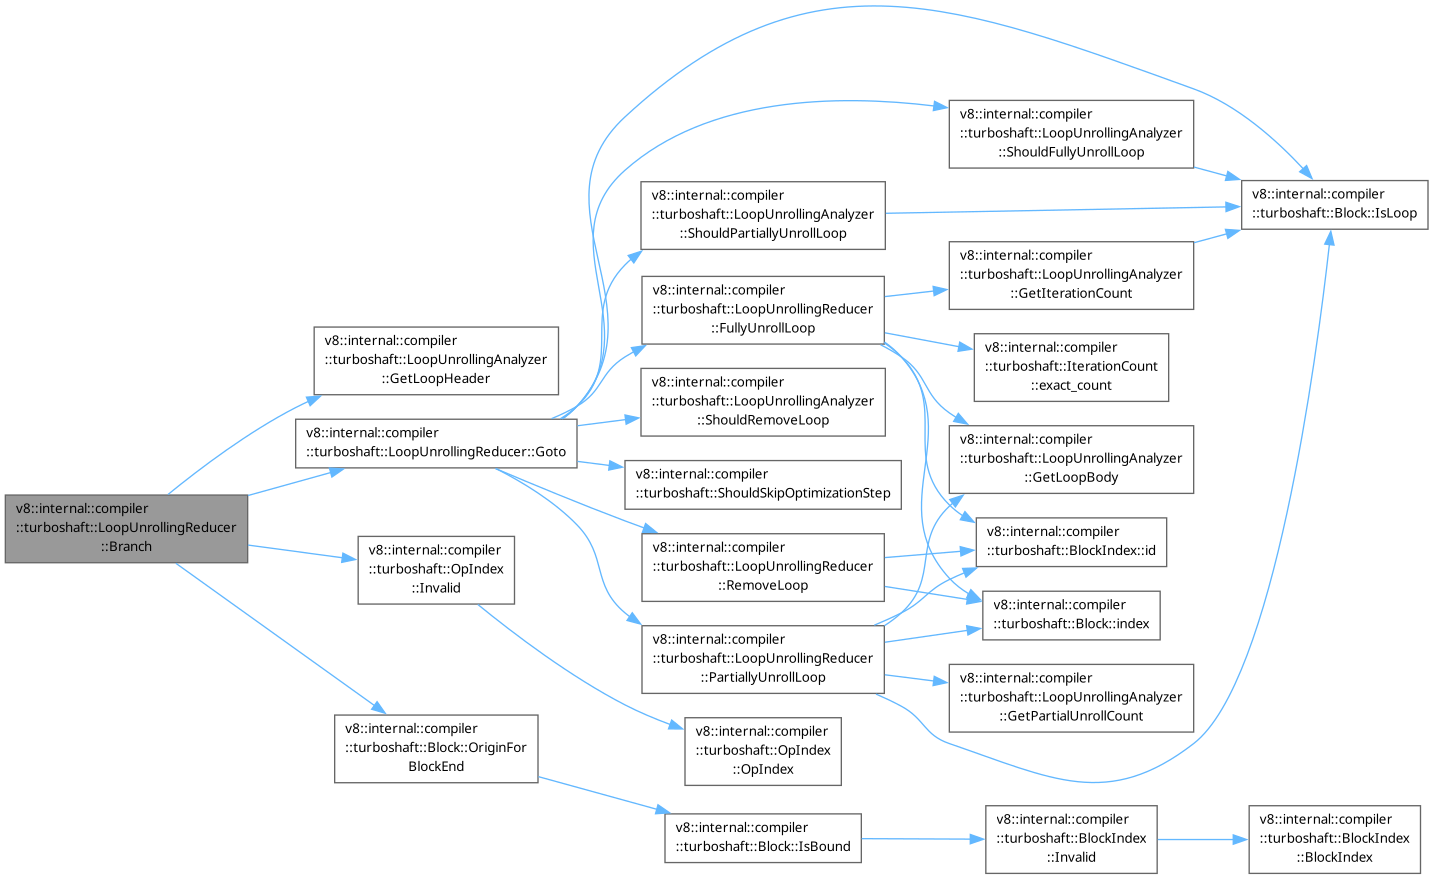 v8::internal::compiler
::turboshaft::LoopUnrollingReducer
::Branch
v8::internal::compiler
::turboshaft::LoopUnrollingAnalyzer
::GetLoopHeader
v8::internal::compiler
::turboshaft::LoopUnrollingReducer::Goto
v8::internal::compiler
::turboshaft::OpIndex
::Invalid
v8::internal::compiler
::turboshaft::Block::OriginFor
BlockEnd
v8::internal::compiler
::turboshaft::LoopUnrollingAnalyzer
::ShouldPartiallyUnrollLoop
v8::internal::compiler
::turboshaft::LoopUnrollingReducer
::FullyUnrollLoop
v8::internal::compiler
::turboshaft::LoopUnrollingAnalyzer
::ShouldRemoveLoop
v8::internal::compiler
::turboshaft::ShouldSkipOptimizationStep
v8::internal::compiler
::turboshaft::LoopUnrollingReducer
::RemoveLoop
v8::internal::compiler
::turboshaft::LoopUnrollingReducer
::PartiallyUnrollLoop
v8::internal::compiler
::turboshaft::OpIndex
::OpIndex
v8::internal::compiler
::turboshaft::Block::IsBound
v8::internal::compiler
::turboshaft::LoopUnrollingAnalyzer
::ShouldFullyUnrollLoop
v8::internal::compiler
::turboshaft::LoopUnrollingAnalyzer
::GetIterationCount
v8::internal::compiler
::turboshaft::IterationCount
::exact_count
v8::internal::compiler
::turboshaft::LoopUnrollingAnalyzer
::GetLoopBody
v8::internal::compiler
::turboshaft::BlockIndex::id
v8::internal::compiler
::turboshaft::Block::index
v8::internal::compiler
::turboshaft::LoopUnrollingAnalyzer
::GetPartialUnrollCount
v8::internal::compiler
::turboshaft::BlockIndex
::Invalid
v8::internal::compiler
::turboshaft::Block::IsLoop
v8::internal::compiler
::turboshaft::BlockIndex
::BlockIndex